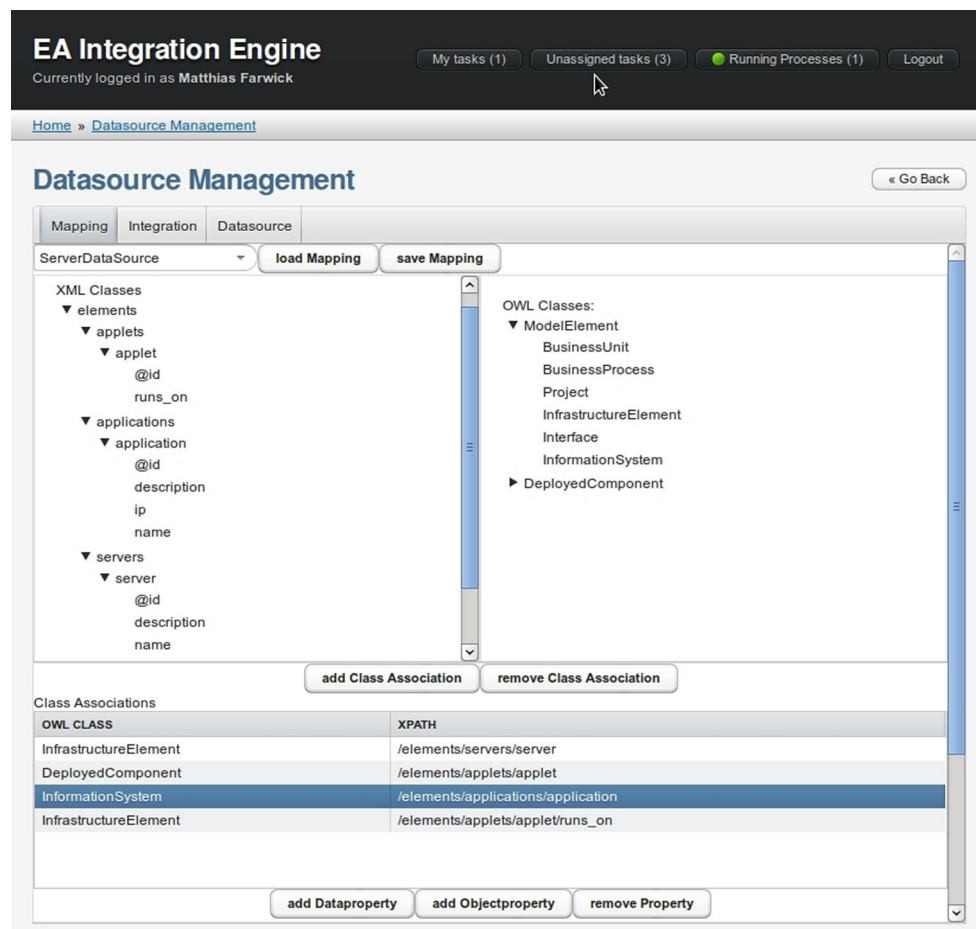 EA Integration Engine
Currently logged in as Matthias Farwick
My tasks (1)
Unassigned tasks (3)
Running Processes (1)
Logout
Home » Datasource Management
Datasource Management
« Go Back
Mapping
Integration
Datasource
ServerDataSource
load Mapping
save Mapping
XML Classes
elements
applets
applet
@id
runs_on
applications
application
@id
description
ip
name
servers
server
@id
description
name
OWL Classes:
ModelElement
BusinessUnit
BusinessProcess
Project
InfrastructureElement
Interface
InformationSystem
DeployedComponent
add Class Association
remove Class Association
Class Associations
OWL CLASS XPATH
InfrastructureElement /elements/servers/server
DeployedComponent /elements/applets/applet
InformationSystem /elements/applications/application
InfrastructureElement /elements/applets/applet/runs_on
add Dataproperty
add Objectproperty
remove Property